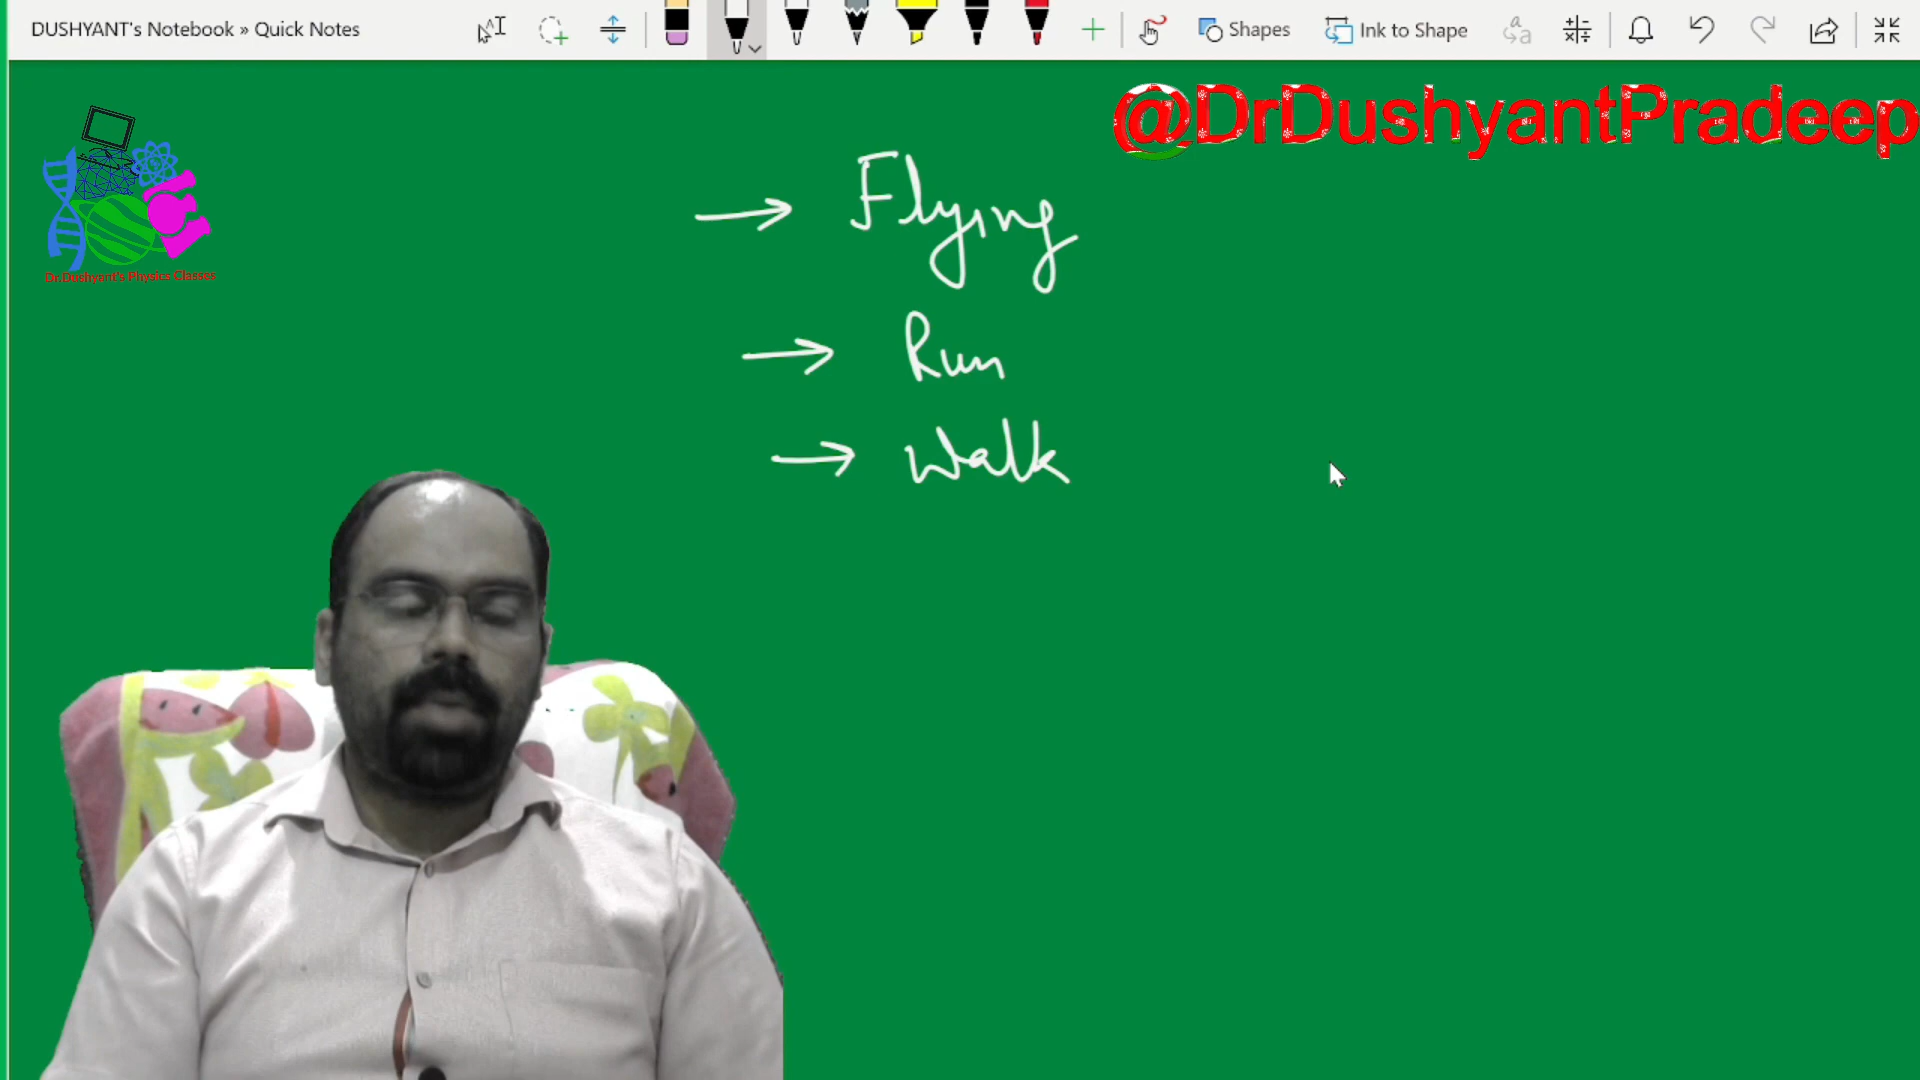 DUSHYANT's Notebook » Quick Notes
Shapes
Ink to Shape
@DrDushyantPradeep
Dr Dushyant's Physics Classes
→ Flying
→ Run
→ Walk